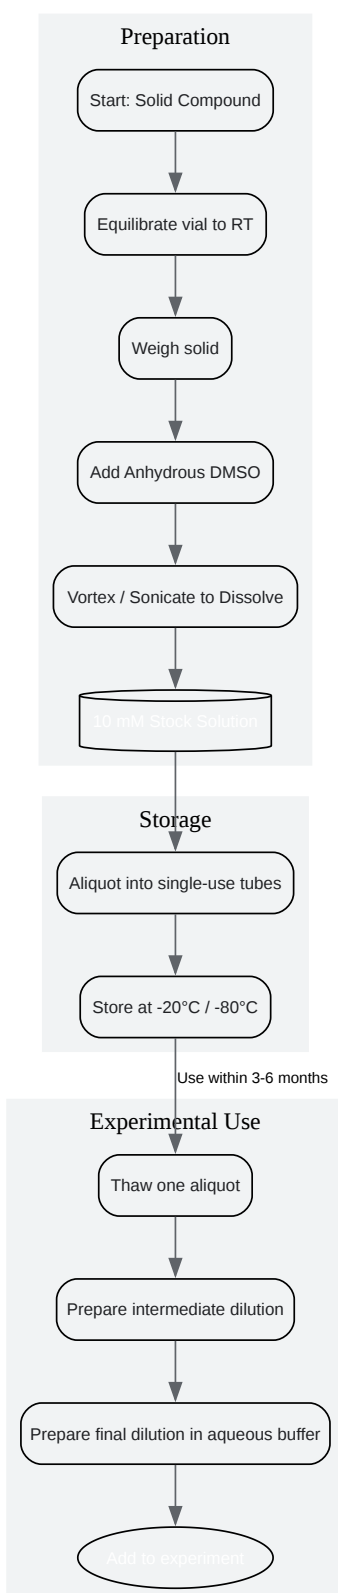 Preparation
Start: Solid Compound
Equilibrate vial to RT
Weigh solid
Add Anhydrous DMSO
Vortex / Sonicate to Dissolve
10 mM Stock Solution
Storage
Aliquot into single-use tubes
Store at -20°C / -80°C
Use within 3-6 months
Experimental Use
Thaw one aliquot
Prepare intermediate dilution
Prepare final dilution in aqueous buffer
Add to experiment